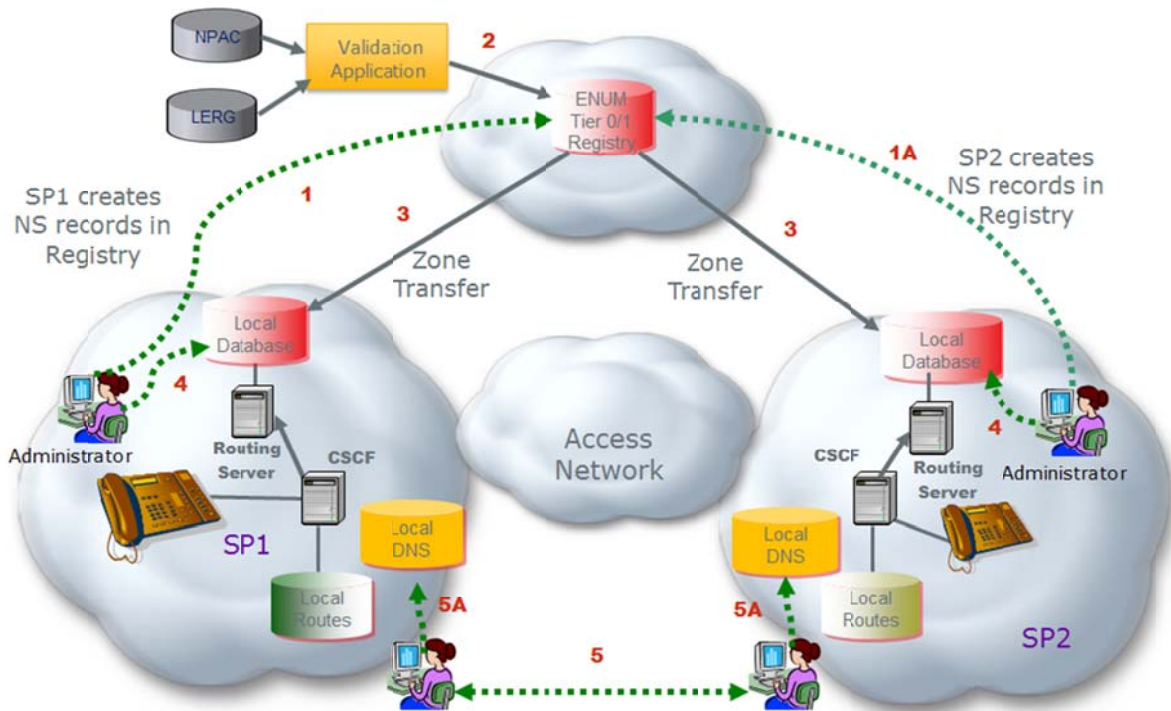 NPAC
LERG
Validation
Application
2
ENUM
Tier 0/1
Registry
1
1A
SP1 creates
NS records in
Registry
SP2 creates
NS records in
Registry
3
3
Zone
Transfer
Zone
Transfer
Local
Database
Local
Database
4
4
Administrator
Administrator
Routing
Server
CSCF
CSCF
Routing
Server
Access
Network
SP1
Local
DNS
Local
DNS
Local
Routes
Local
Routes
SP2
5A
5A
5